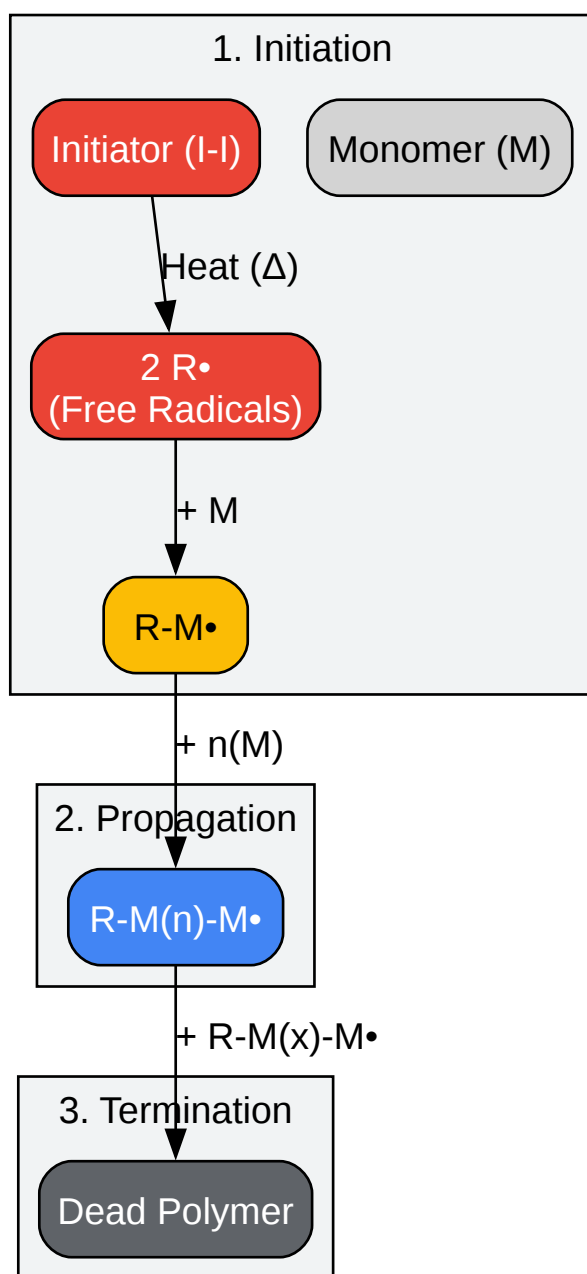 1. Initiation
Initiator (I-I)
Monomer (M)
Heat (Δ)
2 R•
(Free Radicals)
+ M
R-M•
+ n(M)
2. Propagation
R-M(n)-M•
+ R-M(x)-M•
3. Termination
Dead Polymer